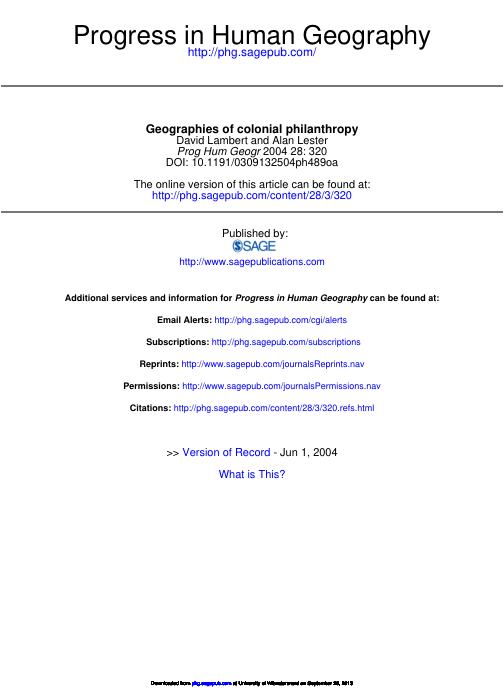 Progress in Human Geography
http://phg.sagepub.com/
Geographies of colonial philanthropy
David Lambert and Alan Lester
Prog Hum Geogr 2004 28: 320
DOI: 10.1191/0309132504ph489oa
The online version of this article can be found at:
http://phg.sagepub.com/content/28/3/320
Published by:
SAGE
http://www.sagepublications.com
Additional services and information for Progress in Human Geography can be found at:
Email Alerts: http://phg.sagepub.com/cgi/alerts
Subscriptions: http://phg.sagepub.com/subscriptions
Reprints: http://www.sagepub.com/journalsReprints.nav
Permissions: http://www.sagepub.com/journalsPermissions.nav
Citations: http://phg.sagepub.com/content/28/3/320.refs.html
>> Version of Record - Jun 1, 2004
What is This?
Downloaded from phg.sagepub.com at University of Witwatersrand on September 25, 2013